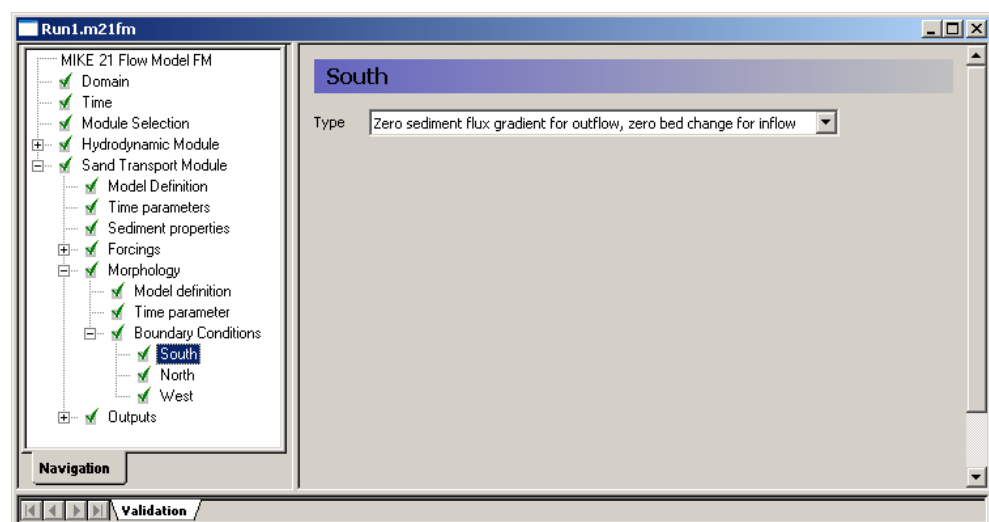 Run1.m21fm
MIKE 21 Flow Model FM
Domain
Time
Module Selection
Hydrodynamic Module
Sand Transport Module
Model Definition
Time parameters
Sediment properties
Forcings
Morphology
Model definition
Time parameter
Boundary Conditions
South
North
West
Outputs
Navigation
South
Type Zero sediment flux gradient for outflow, zero bed change for inflow
Validation